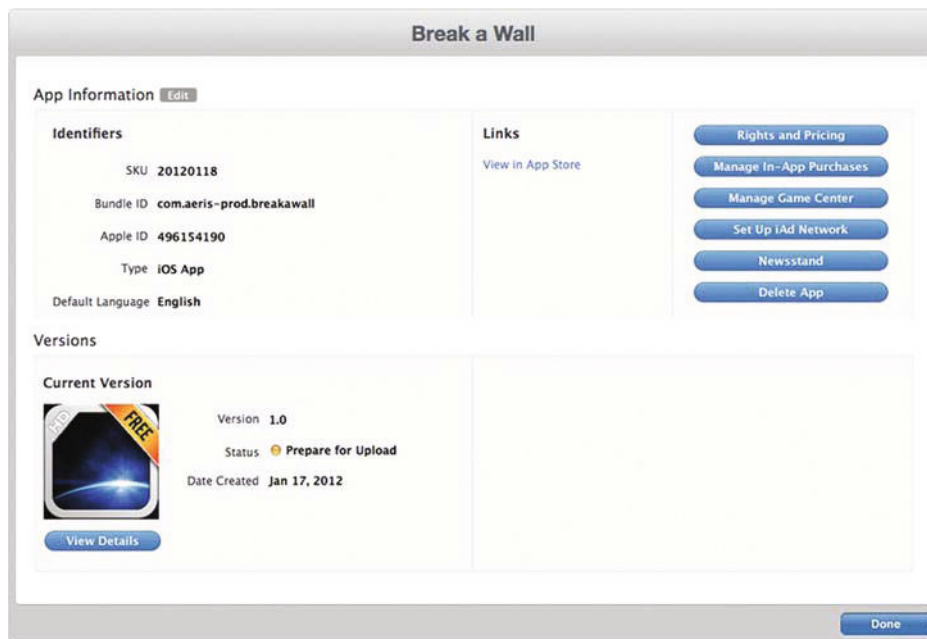 Break a Wall
App Information Edit
Identifiers
SKU 20120118
Bundle ID com.aeris-prod.breakawall
Apple ID 496154190
Type iOS App
Default Language English
Links
View in App Store
Rights and Pricing
Manage In-App Purchases
Manage Game Center
Set Up iAd Network
Newsstand
Delete App
Versions
Current Version
HD
FREE
Version 1.0
Status Prepare for Upload
Date Created Jan 17, 2012
View Details
Done